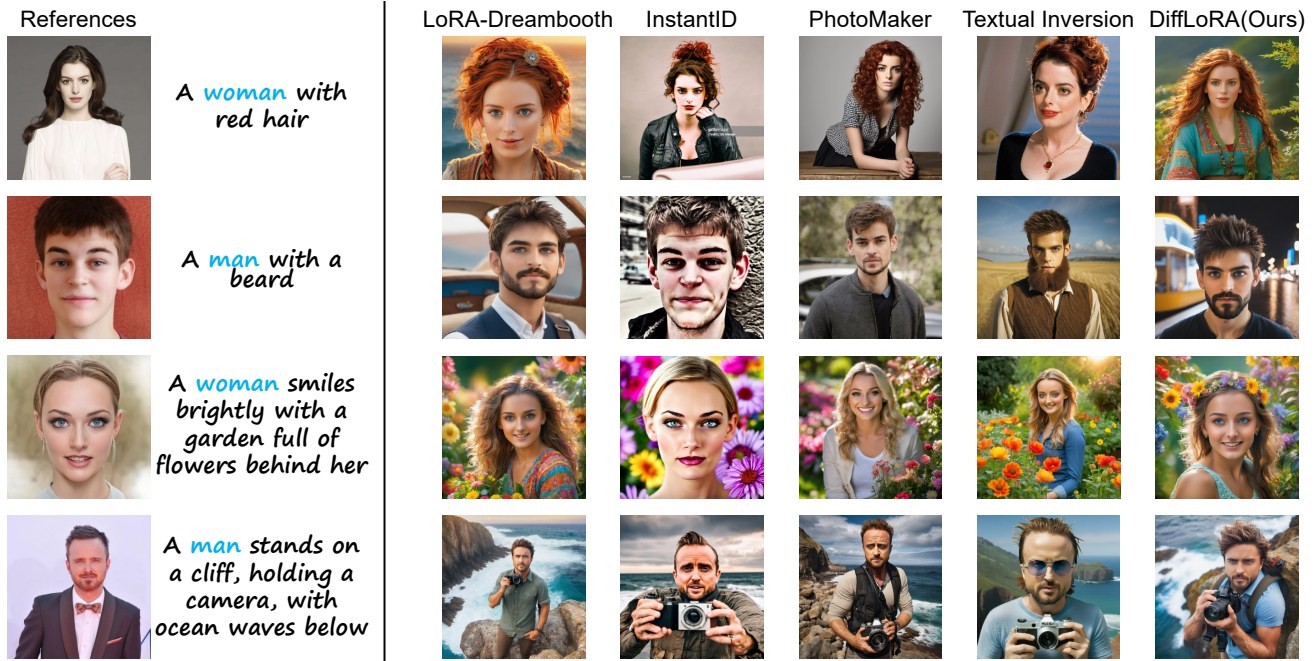 References
LoRA-Dreambooth
InstantID
PhotoMaker
Textual Inversion
DiffLoRA(Ours)
A woman with
red hair
gettyimages
A man with a
beard
A woman smiles
brightly with a
garden full of
flowers behind her
A man stands on
a cliff, holding a
camera, with
ocean waves below